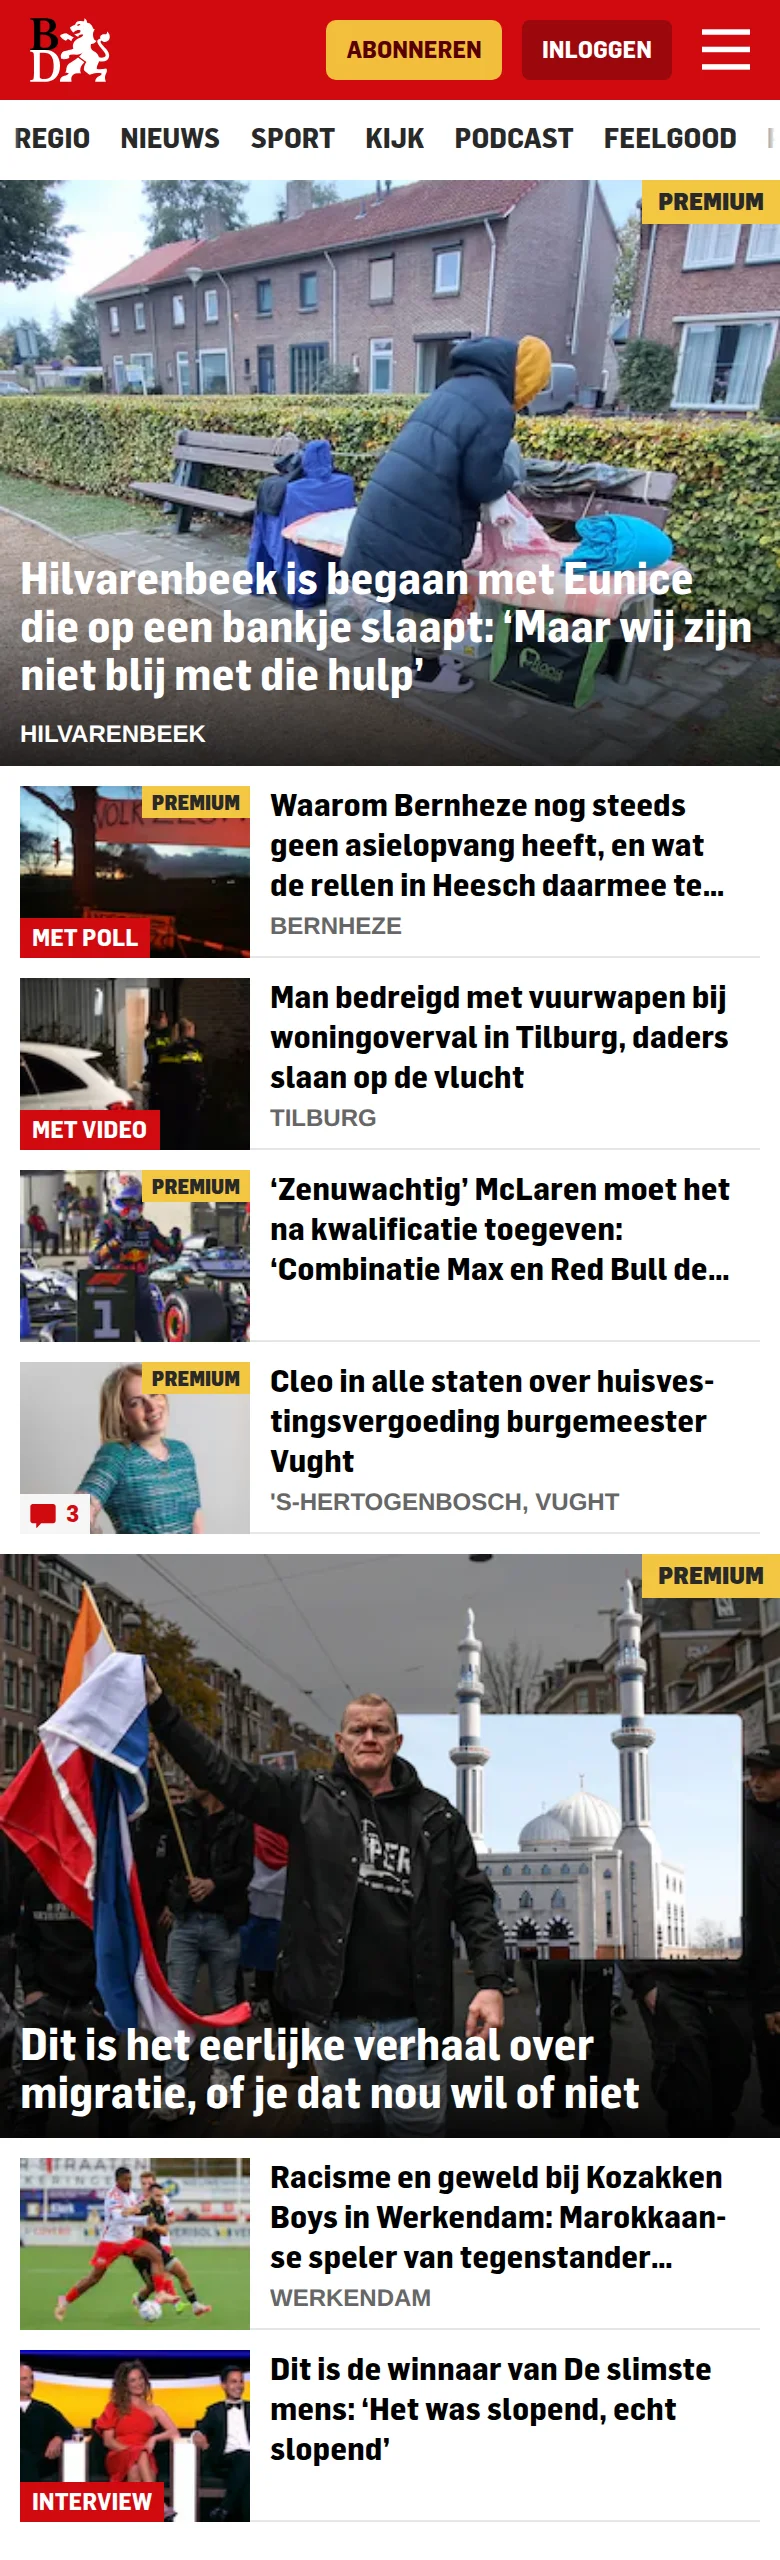 B
D
ABONNEREN
INLOGGEN
REGIO NIEUWS SPORT KIJK PODCAST FEELGOOD
PREMIUM
Hilvarenbeek is begaan met Eunice
die op een bankje slaapt: ‘Maar wij zijn
niet blij met die hulp’
HILVARENBEEK
PREMIUM
MET POLL
Waarom Bernheze nog steeds
geen asielopvang heeft, en wat
de rellen in Heesch daarmee te...
BERNHEZE
MET VIDEO
Man bedreigd met vuurwapen bij
woningoverval in Tilburg, daders
slaan op de vlucht
TILBURG
PREMIUM
1
‘Zenuwachtig’ McLaren moet het
na kwalificatie toegeven:
‘Combinatie Max en Red Bull de...
PREMIUM
3
Cleo in alle staten over huisves-
tingsvergoeding burgemeester
Vught
'S-HERTOGENBOSCH, VUGHT
PREMIUM
Dit is het eerlijke verhaal over
migratie, of je dat nou wil of niet
Racisme en geweld bij Kozakken
Boys in Werkendam: Marokkaan-
se speler van tegenstander...
WERKENDAM
INTERVIEW
Dit is de winnaar van De slimste
mens: ‘Het was slopend, echt
slopend’